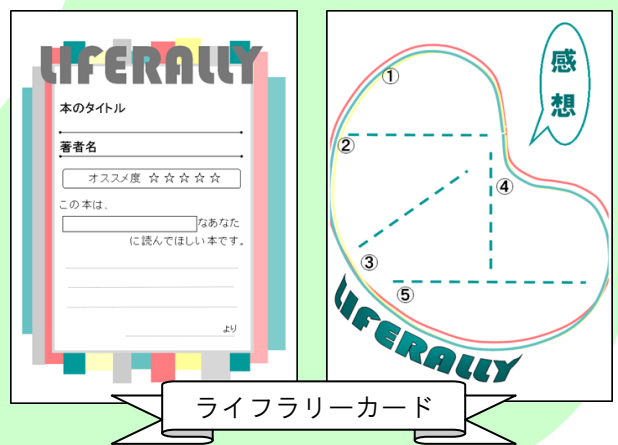 LIFERALLY
本のタイトル
著者名
オススメ度 ☆☆☆☆☆
この本は、
なあなた
に読んでほしい本です。
より
感想
①
②
④
③
⑤
LIFERALLY
ライフラリーカード